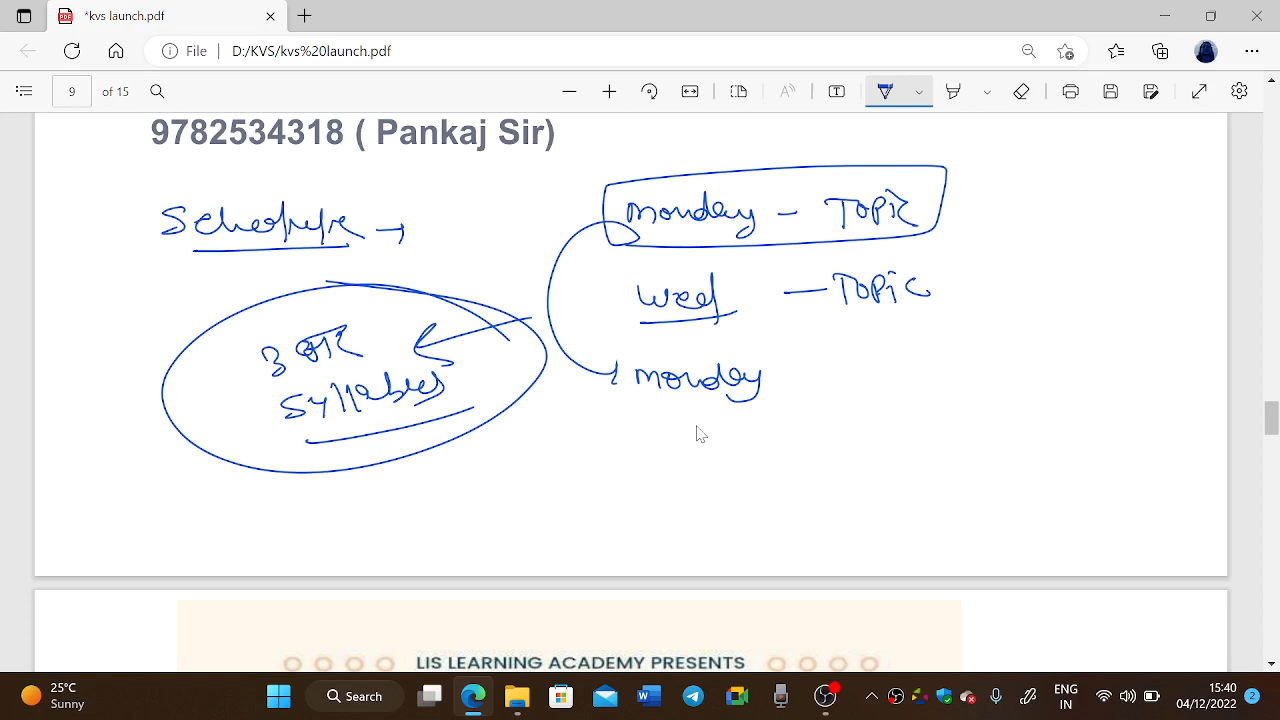 *kvs launch.pdf
File D:/KVS/kvs%20launch.pdf
9 of 15
9782534318 ( Pankaj Sir)
monday - Topic
wed - Topic
3 बार
Syllabus
monday
LIS LEARNING ACADEMY PRESENTS
25°C
Sunny
Search
ENG
IN
15:40
04/12/2022
2